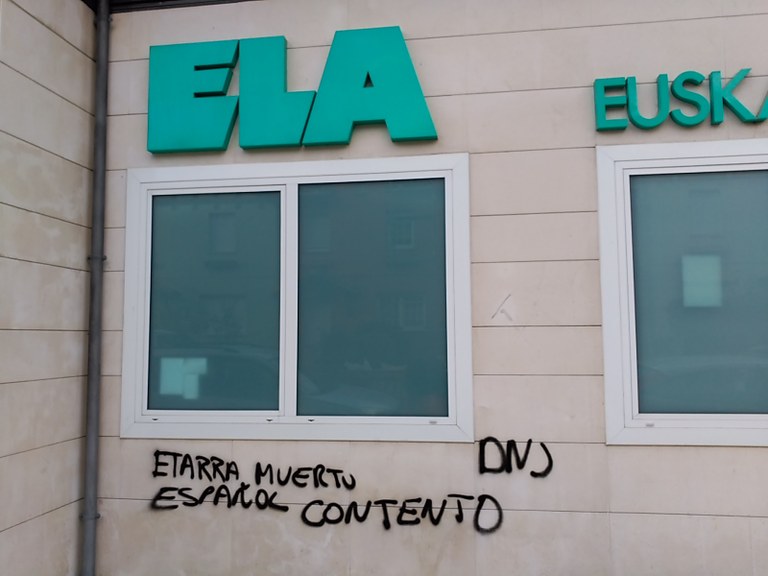 ELA
EUSKA
ETARRA MUERTO
ESPAÑOL CONTENTO
DNJ